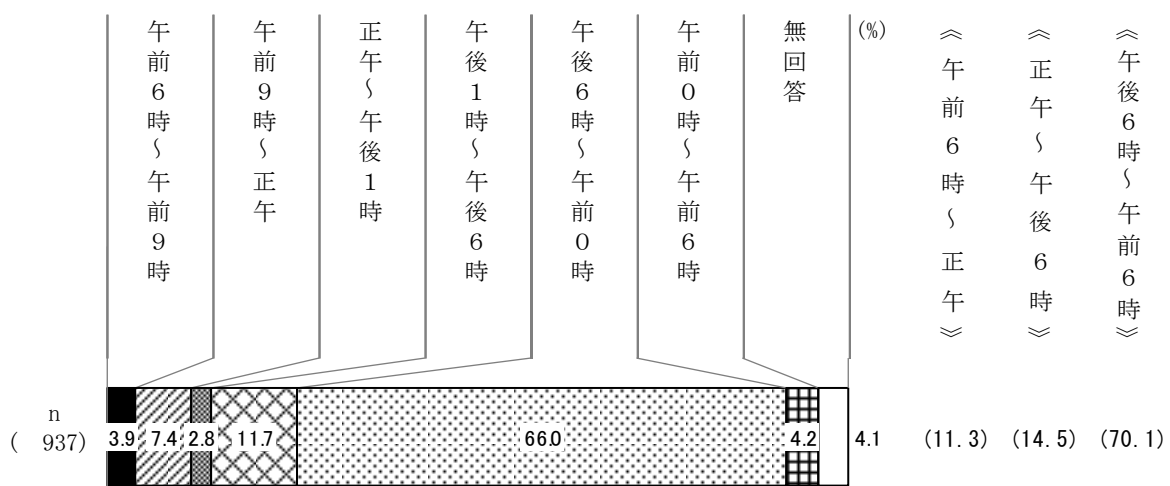 午前6時〜午前9時
午前9時〜正午
正午〜午後1時
午後1時〜午後6時
午後6時〜午前0時
午前0時〜午前6時
無回答
(%)
《午前6時〜正午》
《正午〜午後6時》
《午後6時〜午前6時》
n
( 937)
3.9 7.4 2.8 11.7 66.0 4.2 4.1 (11.3) (14.5) (70.1)